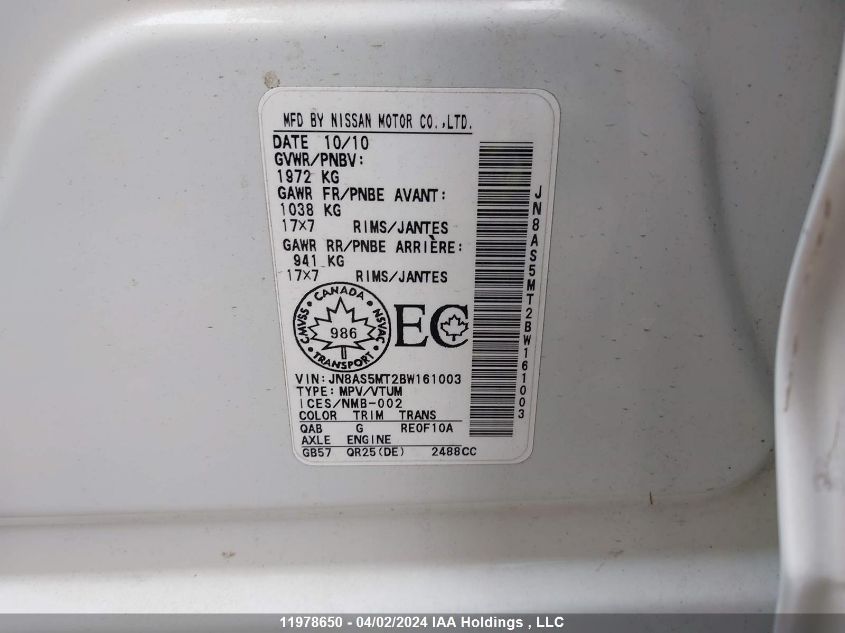 MFD BY NISSAN MOTOR CO.,LTD.
DATE 10/10
GVWR/PNBV:
1972 KG
GAWR FR/PNBE AVANT:
1038 KG
17×7 RIMS/JANTES
GAWR RR/PNBE ARRIÈRE:
941 KG
17×7 RIMS/JANTES
CANADA
CMVSS NSVAC
986
TRANSPORT
EC
VIN: JN8AS5MT2BW161003
TYPE: MPV/VTUM
ICES/NMB-002
COLOR TRIM TRANS
QAB G RE0F10A
AXLE ENGINE
GB57 QR25(DE) 2488CC
JN8AS5MT2BW161003
11978650 - 04/02/2024 IAA Holdings , LLC